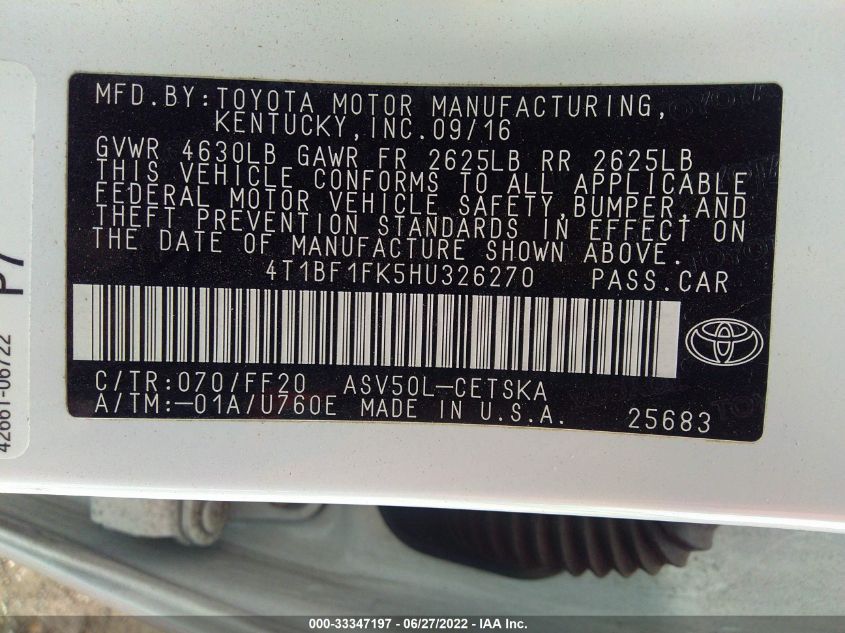 MFD.BY:TOYOTA MOTOR MANUFACTURING,
KENTUCKY,INC.09/16
GVWR 4630LB GAWR FR 2625LB RR 2625LB
THIS VEHICLE CONFORMS TO ALL APPLICABLE
FEDERAL MOTOR VEHICLE SAFETY,BUMPER,AND
THEFT PREVENTION STANDARDS IN EFFECT ON
THE DATE OF MANUFACTURE SHOWN ABOVE.
4T1BF1FK5HU326270 PASS.CAR
C/TR:070/FF20 ASV50L-CETSKA
A/TM:-01A/U760E MADE IN U.S.A. 25683
P7
42661-06722
000-33347197 - 06/27/2022 - IAA Inc.